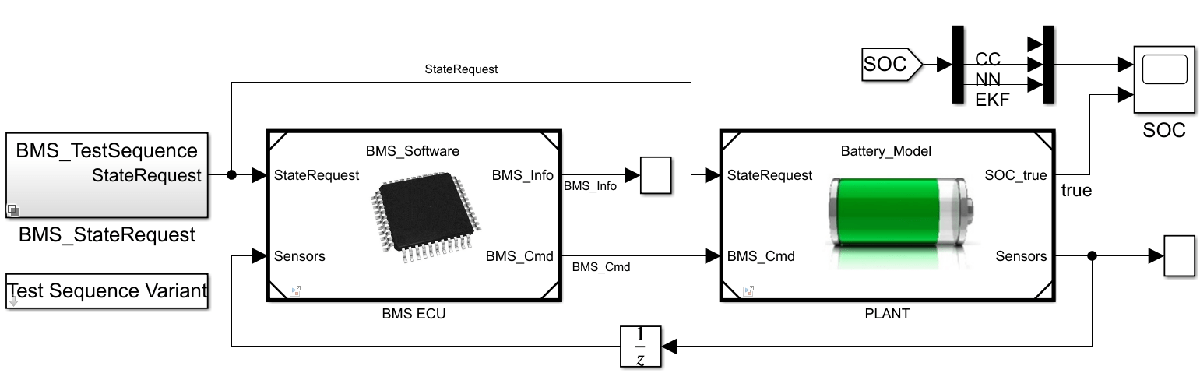 SOC
CC
NN
EKF
SOC
StateRequest
BMS_TestSequence
StateRequest
BMS_StateRequest
Test Sequence Variant
BMS_Software
StateRequest
BMS_Info
Sensors
BMS_Cmd
BMS ECU
BMS_Info
BMS_Cmd
Battery_Model
StateRequest
SOC_true
BMS_Cmd
Sensors
PLANT
true
1
z